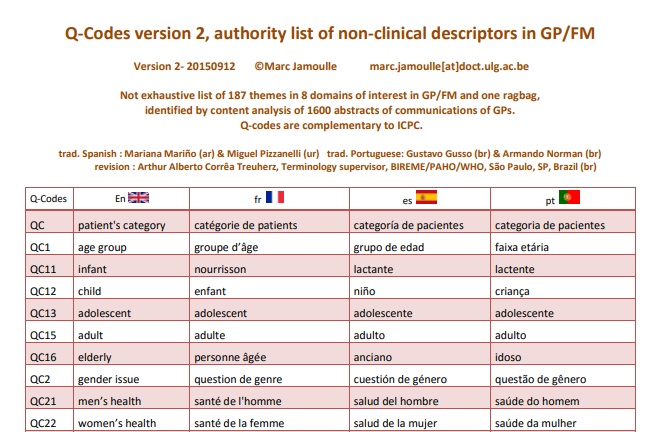 Q-Codes version 2, authority list of non-clinical descriptors in GP/FM
Version 2- 20150912 ©Marc Jamoulle marc.jamoulle[at]doct.ulg.ac.be
Not exhaustive list of 187 themes in 8 domains of interest in GP/FM and one ragbag,
identified by content analysis of 1600 abstracts of communications of GPs.
Q-codes are complementary to ICPC.
trad. Spanish : Mariana Mariño (ar) & Miguel Pizzanelli (ur) trad. Portuguese: Gustavo Gusso (br) & Armando Norman (br)
revision : Arthur Alberto Corrêa Treuherz, Terminology supervisor, BIREME/PAHO/WHO, São Paulo, SP, Brazil (br)
Q-Codes En fr es pt
QC patient's category catégorie de patients categoría de pacientes categoria de pacientes
QC1 age group groupe d’âge grupo de edad faixa etária
QC11 infant nourrisson lactante lactente
QC12 child enfant niño criança
QC13 adolescent adolescent adolescente adolescente
QC15 adult adulte adulto adulto
QC16 elderly personne âgée anciano idoso
QC2 gender issue question de genre cuestión de género questão de gênero
QC21 men’s health santé de l'homme salud del hombre saúde do homem
QC22 women’s health santé de la femme salud de la mujer saúde da mulher